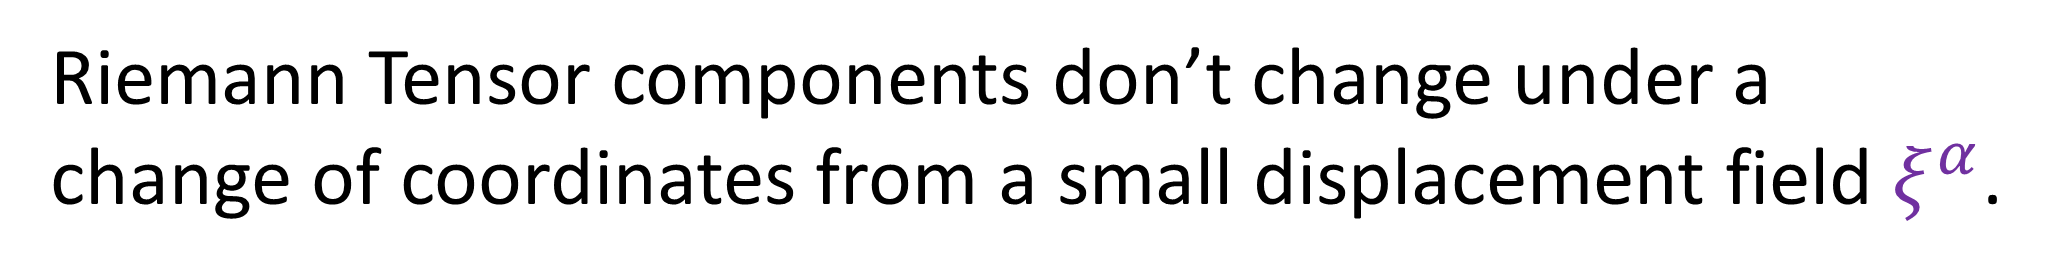 Riemann Tensor components don’t change under a
change of coordinates from a small displacement field ξ^α.